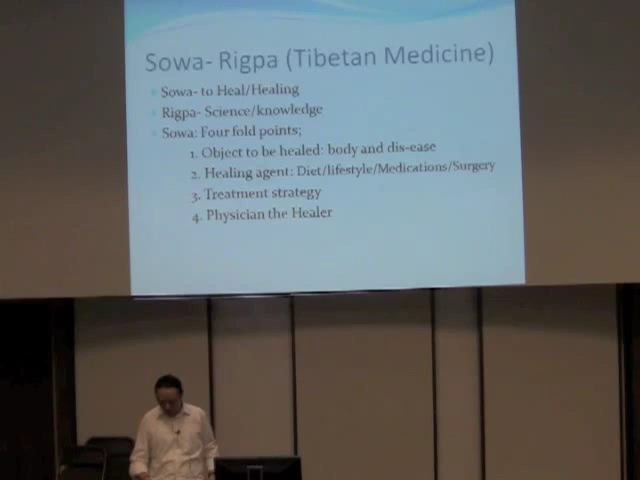 Sowa- Rigpa (Tibetan Medicine)
Sowa- to Heal/Healing
Rigpa- Science/knowledge
Sowa: Four fold points;
1. Object to be healed: body and dis-ease
2. Healing agent: Diet/lifestyle/Medications/Surgery
3. Treatment strategy
4. Physician the Healer